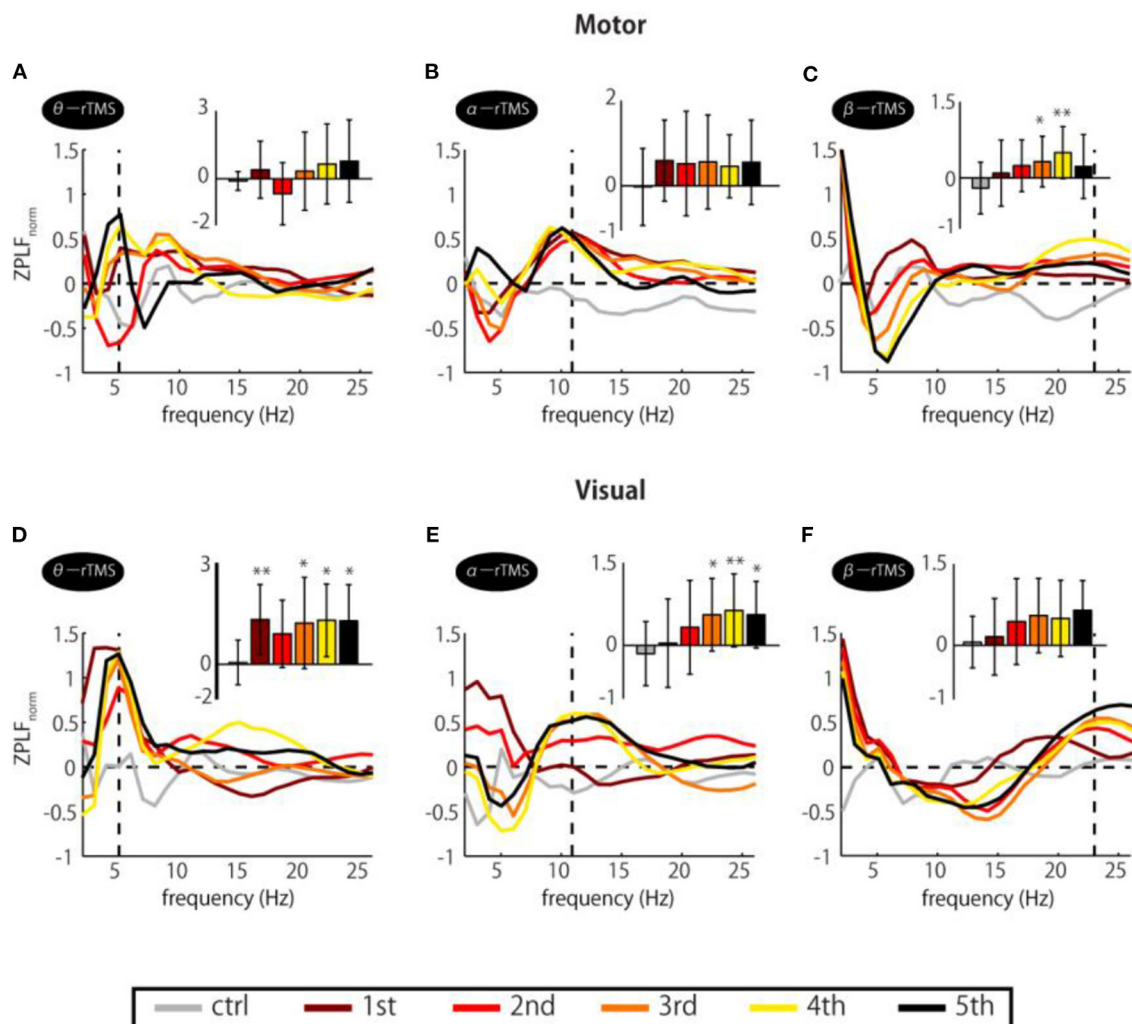 Motor
A
B
C
θ—rTMS
α—rTMS
β—rTMS
3
0
-2
2
0
-1
1.5
0
-1
* **
ZPLFnorm
1.5
1
0.5
0
-0.5
-1
1.5
1
0.5
0
-0.5
-1
1.5
1
0.5
0
-0.5
-1
5 10 15 20 25
5 10 15 20 25
5 10 15 20 25
frequency (Hz)
frequency (Hz)
frequency (Hz)
Visual
D
E
F
θ—rTMS
α—rTMS
β—rTMS
3
0
-2
** * * *
1.5
0
-1
* ** *
1.5
0
-1
ZPLFnorm
1.5
1
0.5
0
-0.5
-1
1.5
1
0.5
0
-0.5
-1
1.5
1
0.5
0
-0.5
-1
5 10 15 20 25
5 10 15 20 25
5 10 15 20 25
frequency (Hz)
frequency (Hz)
frequency (Hz)
ctrl 1st 2nd 3rd 4th 5th